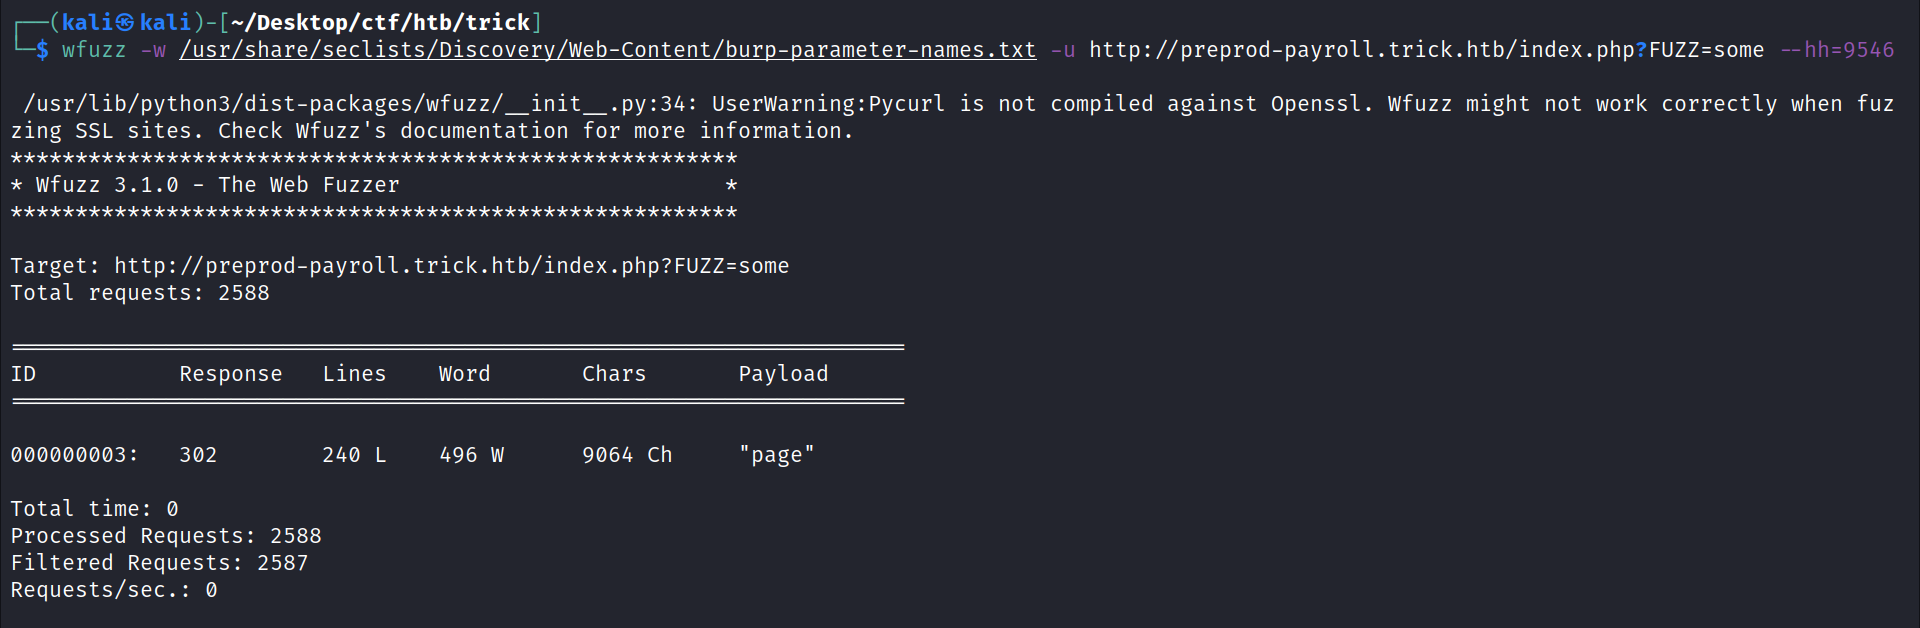 ┌──(kali㉿kali)-[~/Desktop/ctf/htb/trick]
└─$ wfuzz -w /usr/share/seclists/Discovery/Web-Content/burp-parameter-names.txt -u http://preprod-payroll.trick.htb/index.php?FUZZ=some --hh=9546
/usr/lib/python3/dist-packages/wfuzz/__init__.py:34: UserWarning:Pycurl is not compiled against Openssl. Wfuzz might not work correctly when fuz
zing SSL sites. Check Wfuzz's documentation for more information.
********************************************************
* Wfuzz 3.1.0 - The Web Fuzzer                         *
********************************************************
Target: http://preprod-payroll.trick.htb/index.php?FUZZ=some
Total requests: 2588
=====================================================================
ID           Response   Lines    Word       Chars       Payload
=====================================================================
000000003:   302        240 L    496 W      9064 Ch     "page"
Total time: 0
Processed Requests: 2588
Filtered Requests: 2587
Requests/sec.: 0